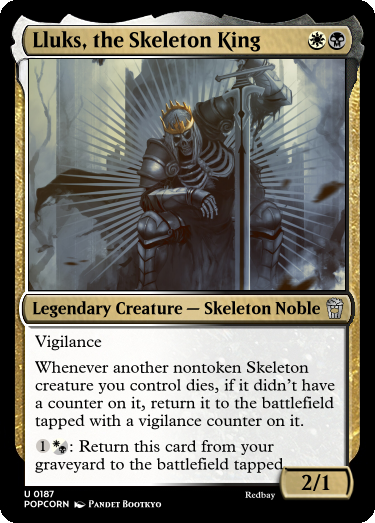 Lluks, the Skeleton King
Legendary Creature — Skeleton Noble
Vigilance
Whenever another nontoken Skeleton
creature you control dies, if it didn't have
a counter on it, return it to the battlefield
tapped with a vigilance counter on it.
1 : Return this card from your
graveyard to the battlefield tapped.
2/1
U 0187
POPCORN Pandet Bootkyo
Redbay